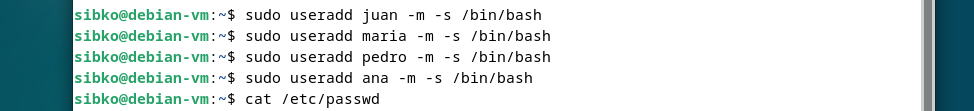 sibko@debian-vm:~$ sudo useradd juan -m -s /bin/bash
sibko@debian-vm:~$ sudo useradd maria -m -s /bin/bash
sibko@debian-vm:~$ sudo useradd pedro -m -s /bin/bash
sibko@debian-vm:~$ sudo useradd ana -m -s /bin/bash
sibko@debian-vm:~$ cat /etc/passwd